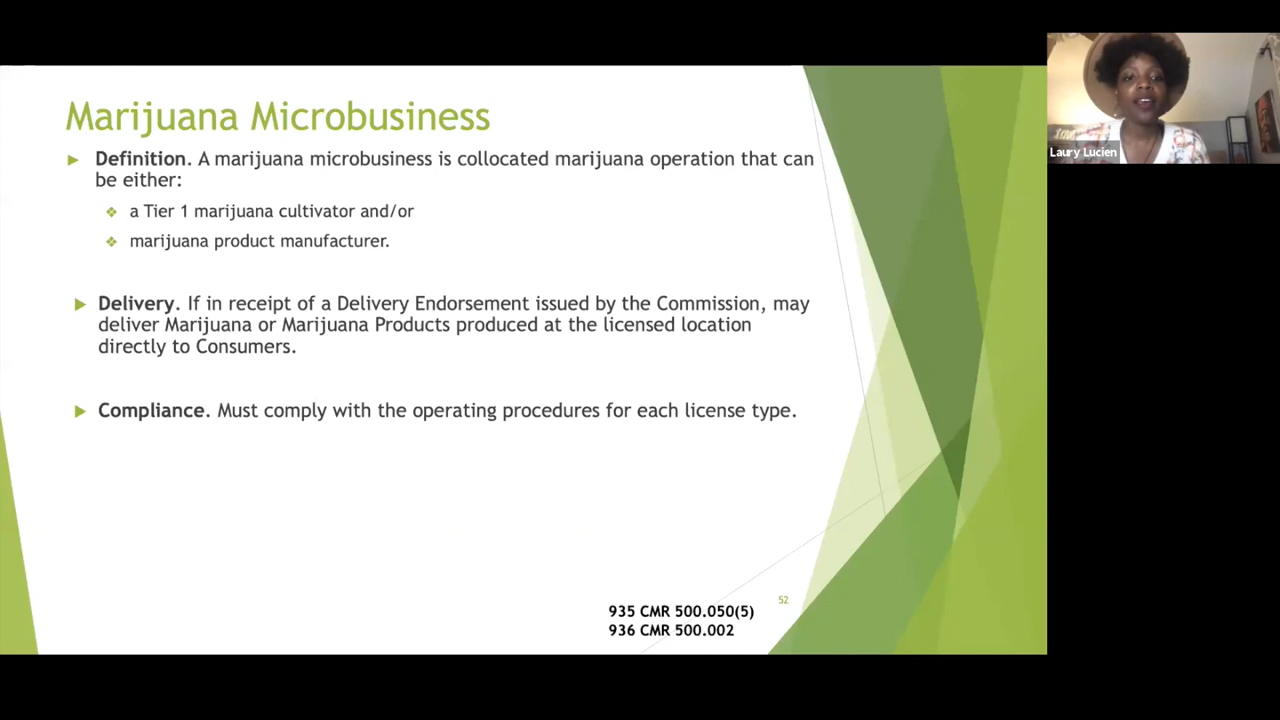 Marijuana Microbusiness
Definition. A marijuana microbusiness is collocated marijuana operation that can
be either:
a Tier 1 marijuana cultivator and/or
marijuana product manufacturer.
Delivery. If in receipt of a Delivery Endorsement issued by the Commission, may
deliver Marijuana or Marijuana Products produced at the licensed location
directly to Consumers.
Compliance. Must comply with the operating procedures for each license type.
52
935 CMR 500.050(5)
936 CMR 500.002
Laury Lucien